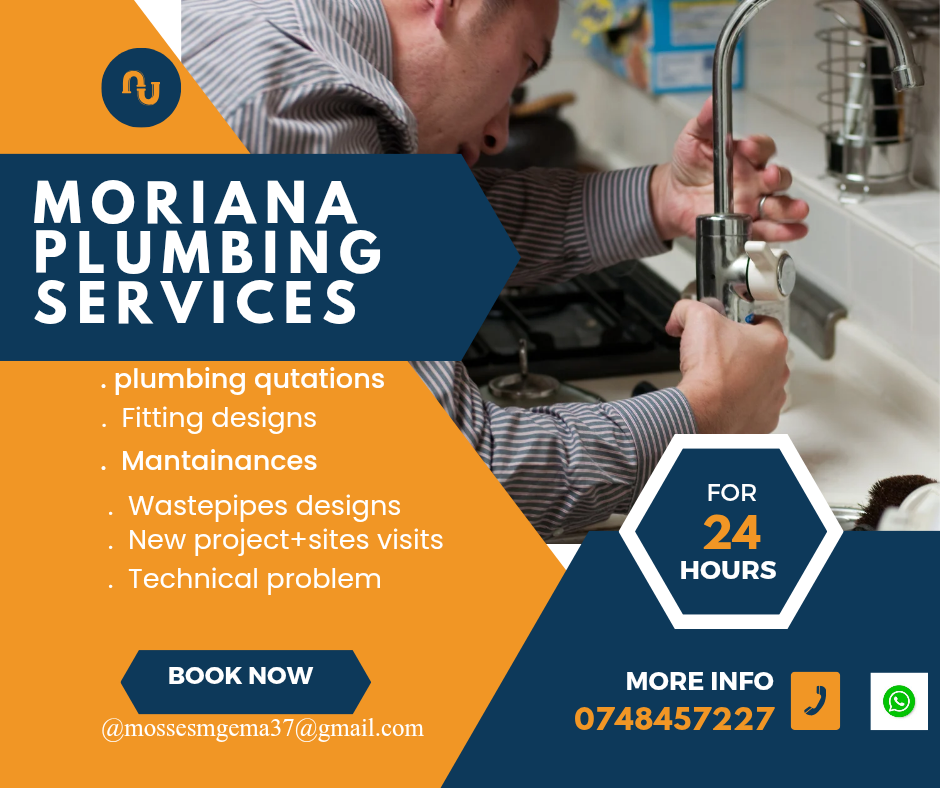 MORIANA
PLUMBING
SERVICES
. plumbing qutations
. Fitting designs
. Mantainances
. Wastepipes designs
. New project+sites visits
. Technical problem
FOR
24
HOURS
BOOK NOW
@mossesmgema37@gmail.com
MORE INFO
0748457227